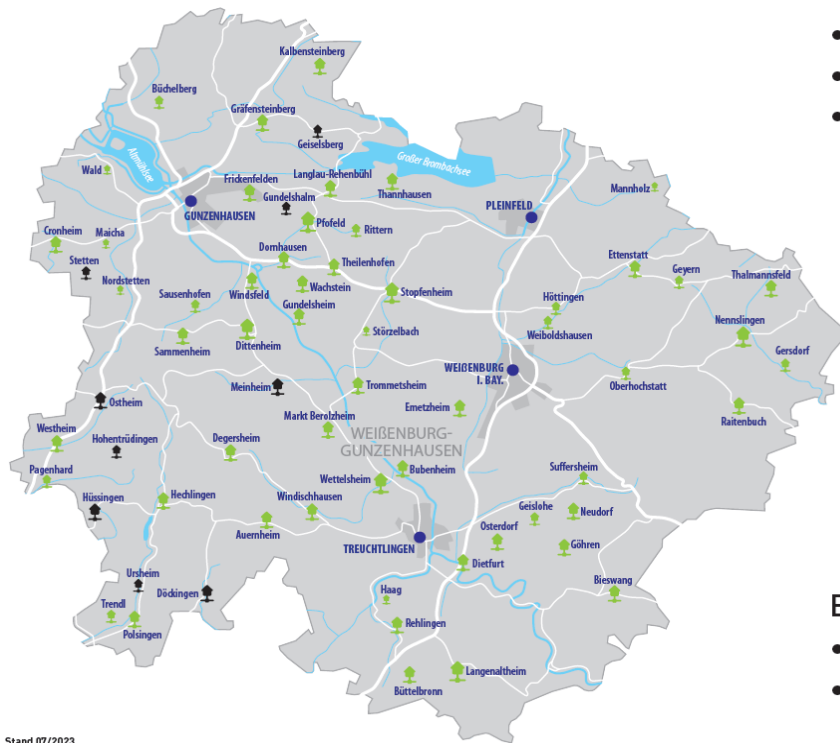 Kalbensteinberg
Büchelberg
Gräfensteinberg
Geiselsberg
Altmühlsee
Großer Brombachsee
Wald
Langlau-Rehenbühl
Frickenfelden
Thannhausen
Mannholz
Gundelshalm
PLEINFELD
GUNZENHAUSEN
Pfofeld
Rittern
Cronheim
Maicha
Dornhausen
Ettenstatt
Stetten
Theilenhofen
Geyern
Thalmannsfeld
Nordstetten
Sausenhofen
Windsfeld
Wachstein
Stopfenheim
Höttingen
Gundelsheim
Nennslingen
Störzelbach
Weiboldshausen
Sammenheim
Dittenheim
Gersdorf
WEIßENBURG
I. BAY.
Meinheim
Trommetsheim
Oberhochstatt
Ostheim
Emetzheim
Markt Berolzheim
Raitenbuch
Westheim
WEIßENBURG-
GUNZENHAUSEN
Hohentrüdingen
Degersheim
Pagenhard
Bubenheim
Suffersheim
Wettelsheim
Hüssingen
Hechlingen
Windischhausen
Geislohe
Neudorf
Osterdorf
Auernheim
TREUCHTLINGEN
Göhren
Dietfurt
Ursheim
Bieswang
Döckingen
Haag
Trendl
Polsingen
Rehlingen
Langenaltheim
Büttelbronn
Stand 07/2023